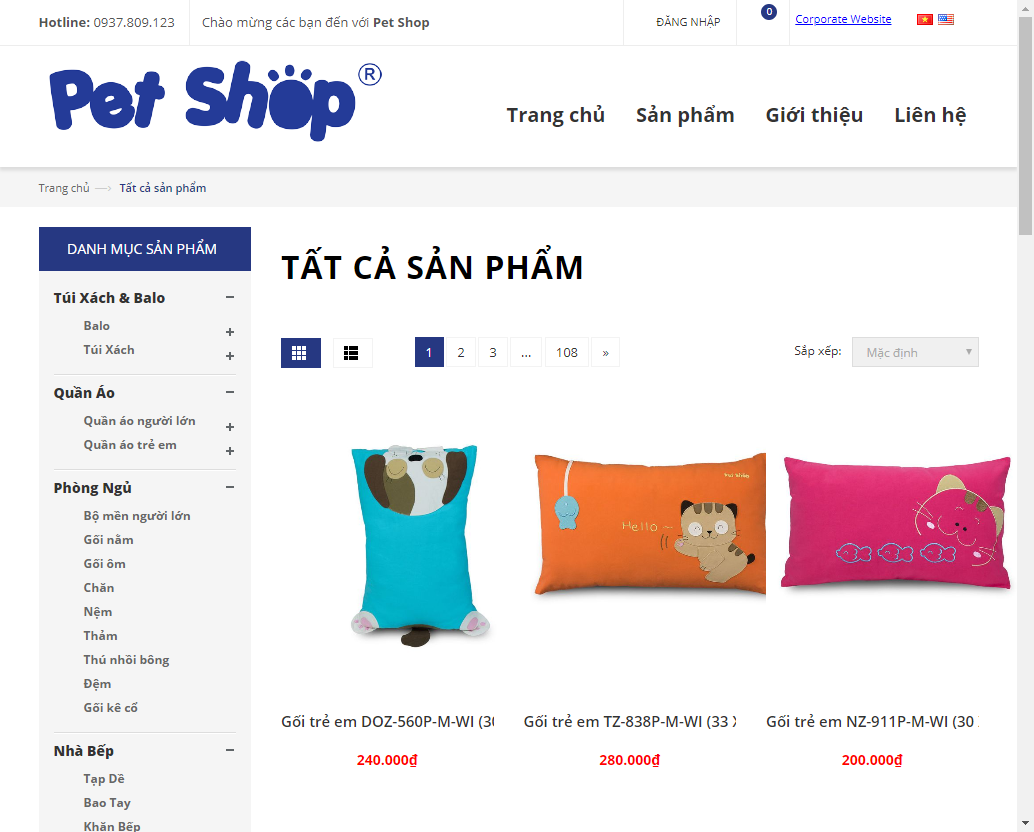 Hotline: 0937.809.123
Chào mừng các bạn đến với Pet Shop
ĐĂNG NHẬP
0
Corporate Website
Pet Shop ®
Trang chủ
Sản phẩm
Giới thiệu
Liên hệ
Trang chủ
Tất cả sản phẩm
DANH MỤC SẢN PHẨM
Túi Xách & Balo
Balo
Túi Xách
Quần Áo
Quần áo người lớn
Quần áo trẻ em
Phòng Ngủ
Bộ mền người lớn
Gối nằm
Gối ôm
Chăn
Nệm
Thảm
Thú nhồi bông
Đệm
Gối kê cổ
Nhà Bếp
Tạp Dề
Bao Tay
Khăn Bếp
TẤT CẢ SẢN PHẨM
1 2 3 ... 108 »
Sắp xếp: Mặc định
Hello ~
Gối trẻ em DOZ-560P-M-WI (30
240.000₫
Gối trẻ em TZ-838P-M-WI (33 X
280.000₫
Gối trẻ em NZ-911P-M-WI (30
200.000₫